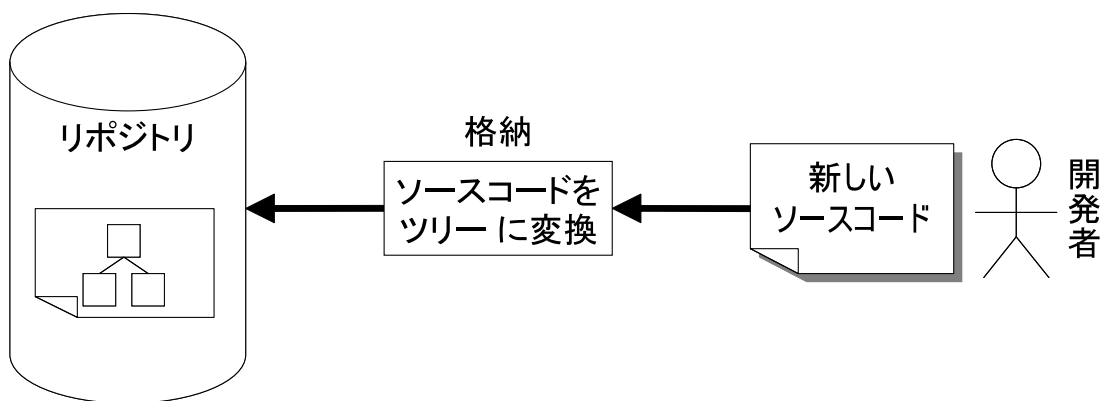 リポジトリ
格納
ソースコードを
ツリーに変換
新しい
ソースコード
開発者